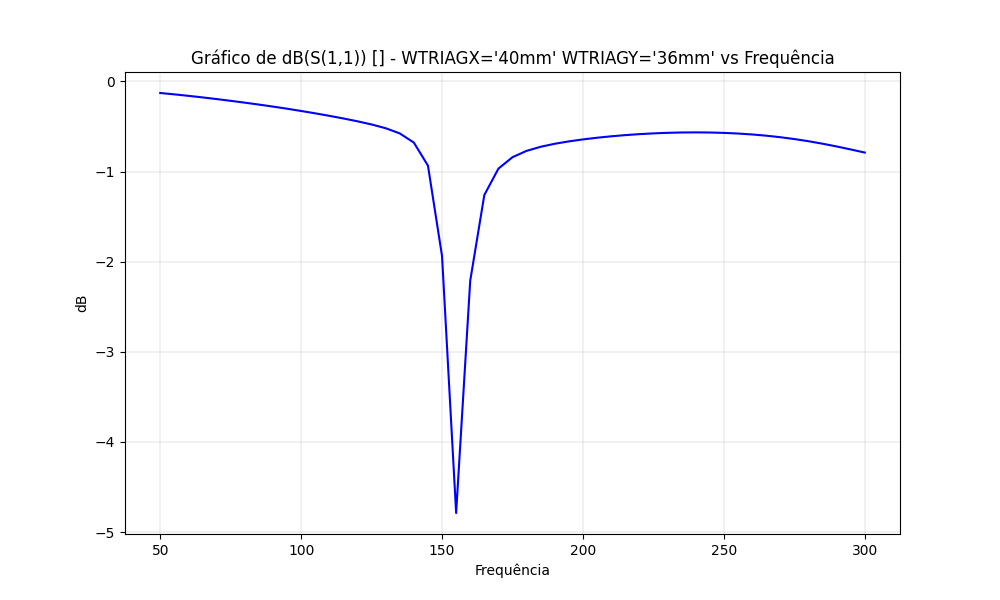 Gráfico de dB(S(1,1)) [] - WTRIAGX='40mm' WTRIAGY='36mm' vs Frequência
0
−1
−2
−3
−4
−5
dB
50 100 150 200 250 300
Frequência